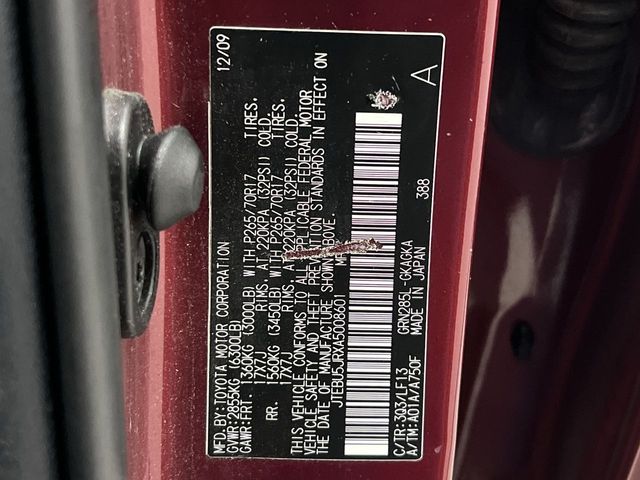 MFD.BY:TOYOTA MOTOR CORPORATION 12/09
GVWR:2855KG (6300LB)
GAWR:FRT. 1360KG (3000LB) WITH P265/70R17 TIRES.
17X7J RIMS, AT 220KPA (32PSI) COLD.
RR. 1560KG (3450LB) WITH P265/70R17 TIRES.
17X7J RIMS, AT 220KPA (32PSI) COLD.
THIS VEHICLE CONFORMS TO ALL APPLICABLE FEDERAL MOTOR
VEHICLE SAFETY AND THEFT PREVENTION STANDARDS IN EFFECT ON
THE DATE OF MANUFACTURE SHOWN ABOVE.
JTEBU5JRXA5008601 A
C/TR:3Q3/LF13 GRN285L-GKAGKA
A/TM:A01A/A750F MADE IN JAPAN 388